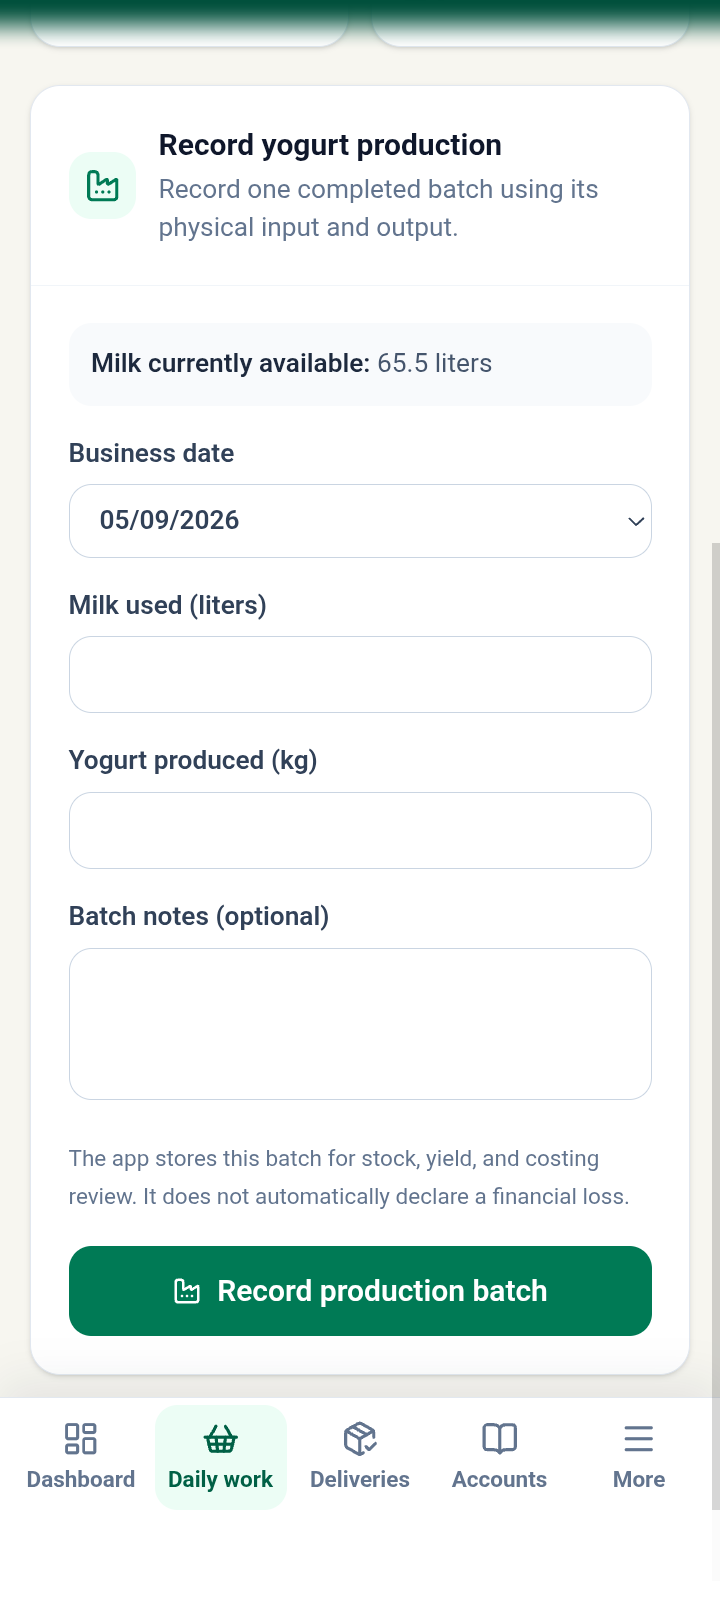 Record yogurt production
Record one completed batch using its
physical input and output.
Milk currently available: 65.5 liters
Business date
05/09/2026
Milk used (liters)
Yogurt produced (kg)
Batch notes (optional)
The app stores this batch for stock, yield, and costing
review. It does not automatically declare a financial loss.
Record production batch
Dashboard
Daily work
Deliveries
Accounts
More